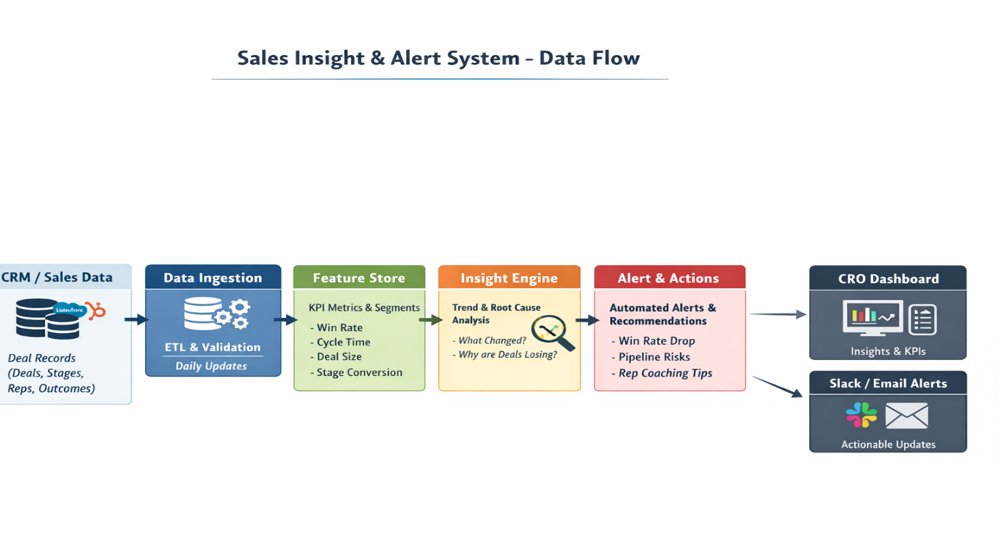 Sales Insight & Alert System - Data Flow
CRM / Sales Data
Deal Records
(Deals, Stages,
Reps, Outcomes)
Data Ingestion
ETL & Validation
Daily Updates
Feature Store
KPI Metrics & Segments
- Win Rate
- Cycle Time
- Deal Size
- Stage Conversion
Insight Engine
Trend & Root Cause
Analysis
- What Changed?
- Why are Deals Losing?
Alert & Actions
Automated Alerts &
Recommendations
- Win Rate Drop
- Pipeline Risks
- Rep Coaching Tips
CRO Dashboard
Insights & KPIs
Slack / Email Alerts
Actionable Updates